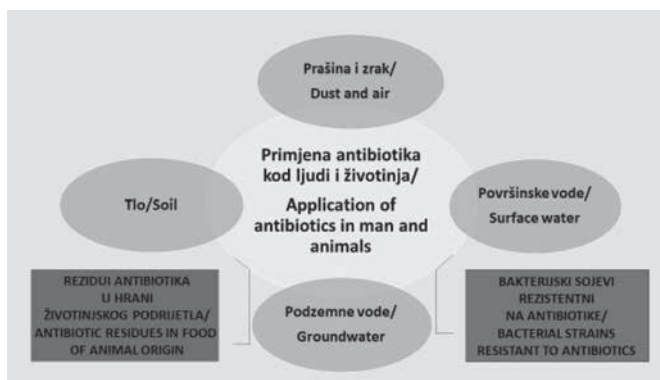 Prašina i zrak/
Dust and air
Primjena antibiotika
kod ljudi i životinja/
Application of
antibiotics in man and
animals
Tlo/Soil
Površinske vode/
Surface water
REZIDUI ANTIBIOTIKA
U HRANI
ŽIVOTINJSKOG PODRIJETLA/
ANTIBIOTIC RESIDUES IN FOOD
OF ANIMAL ORIGIN
Podzemne vode/
Groundwater
BAKTERIJSKI SOJEVI
REZISTENTNI
NA ANTIBIOTIKE/
BACTERIAL STRAINS
RESISTANT TO ANTIBIOTICS